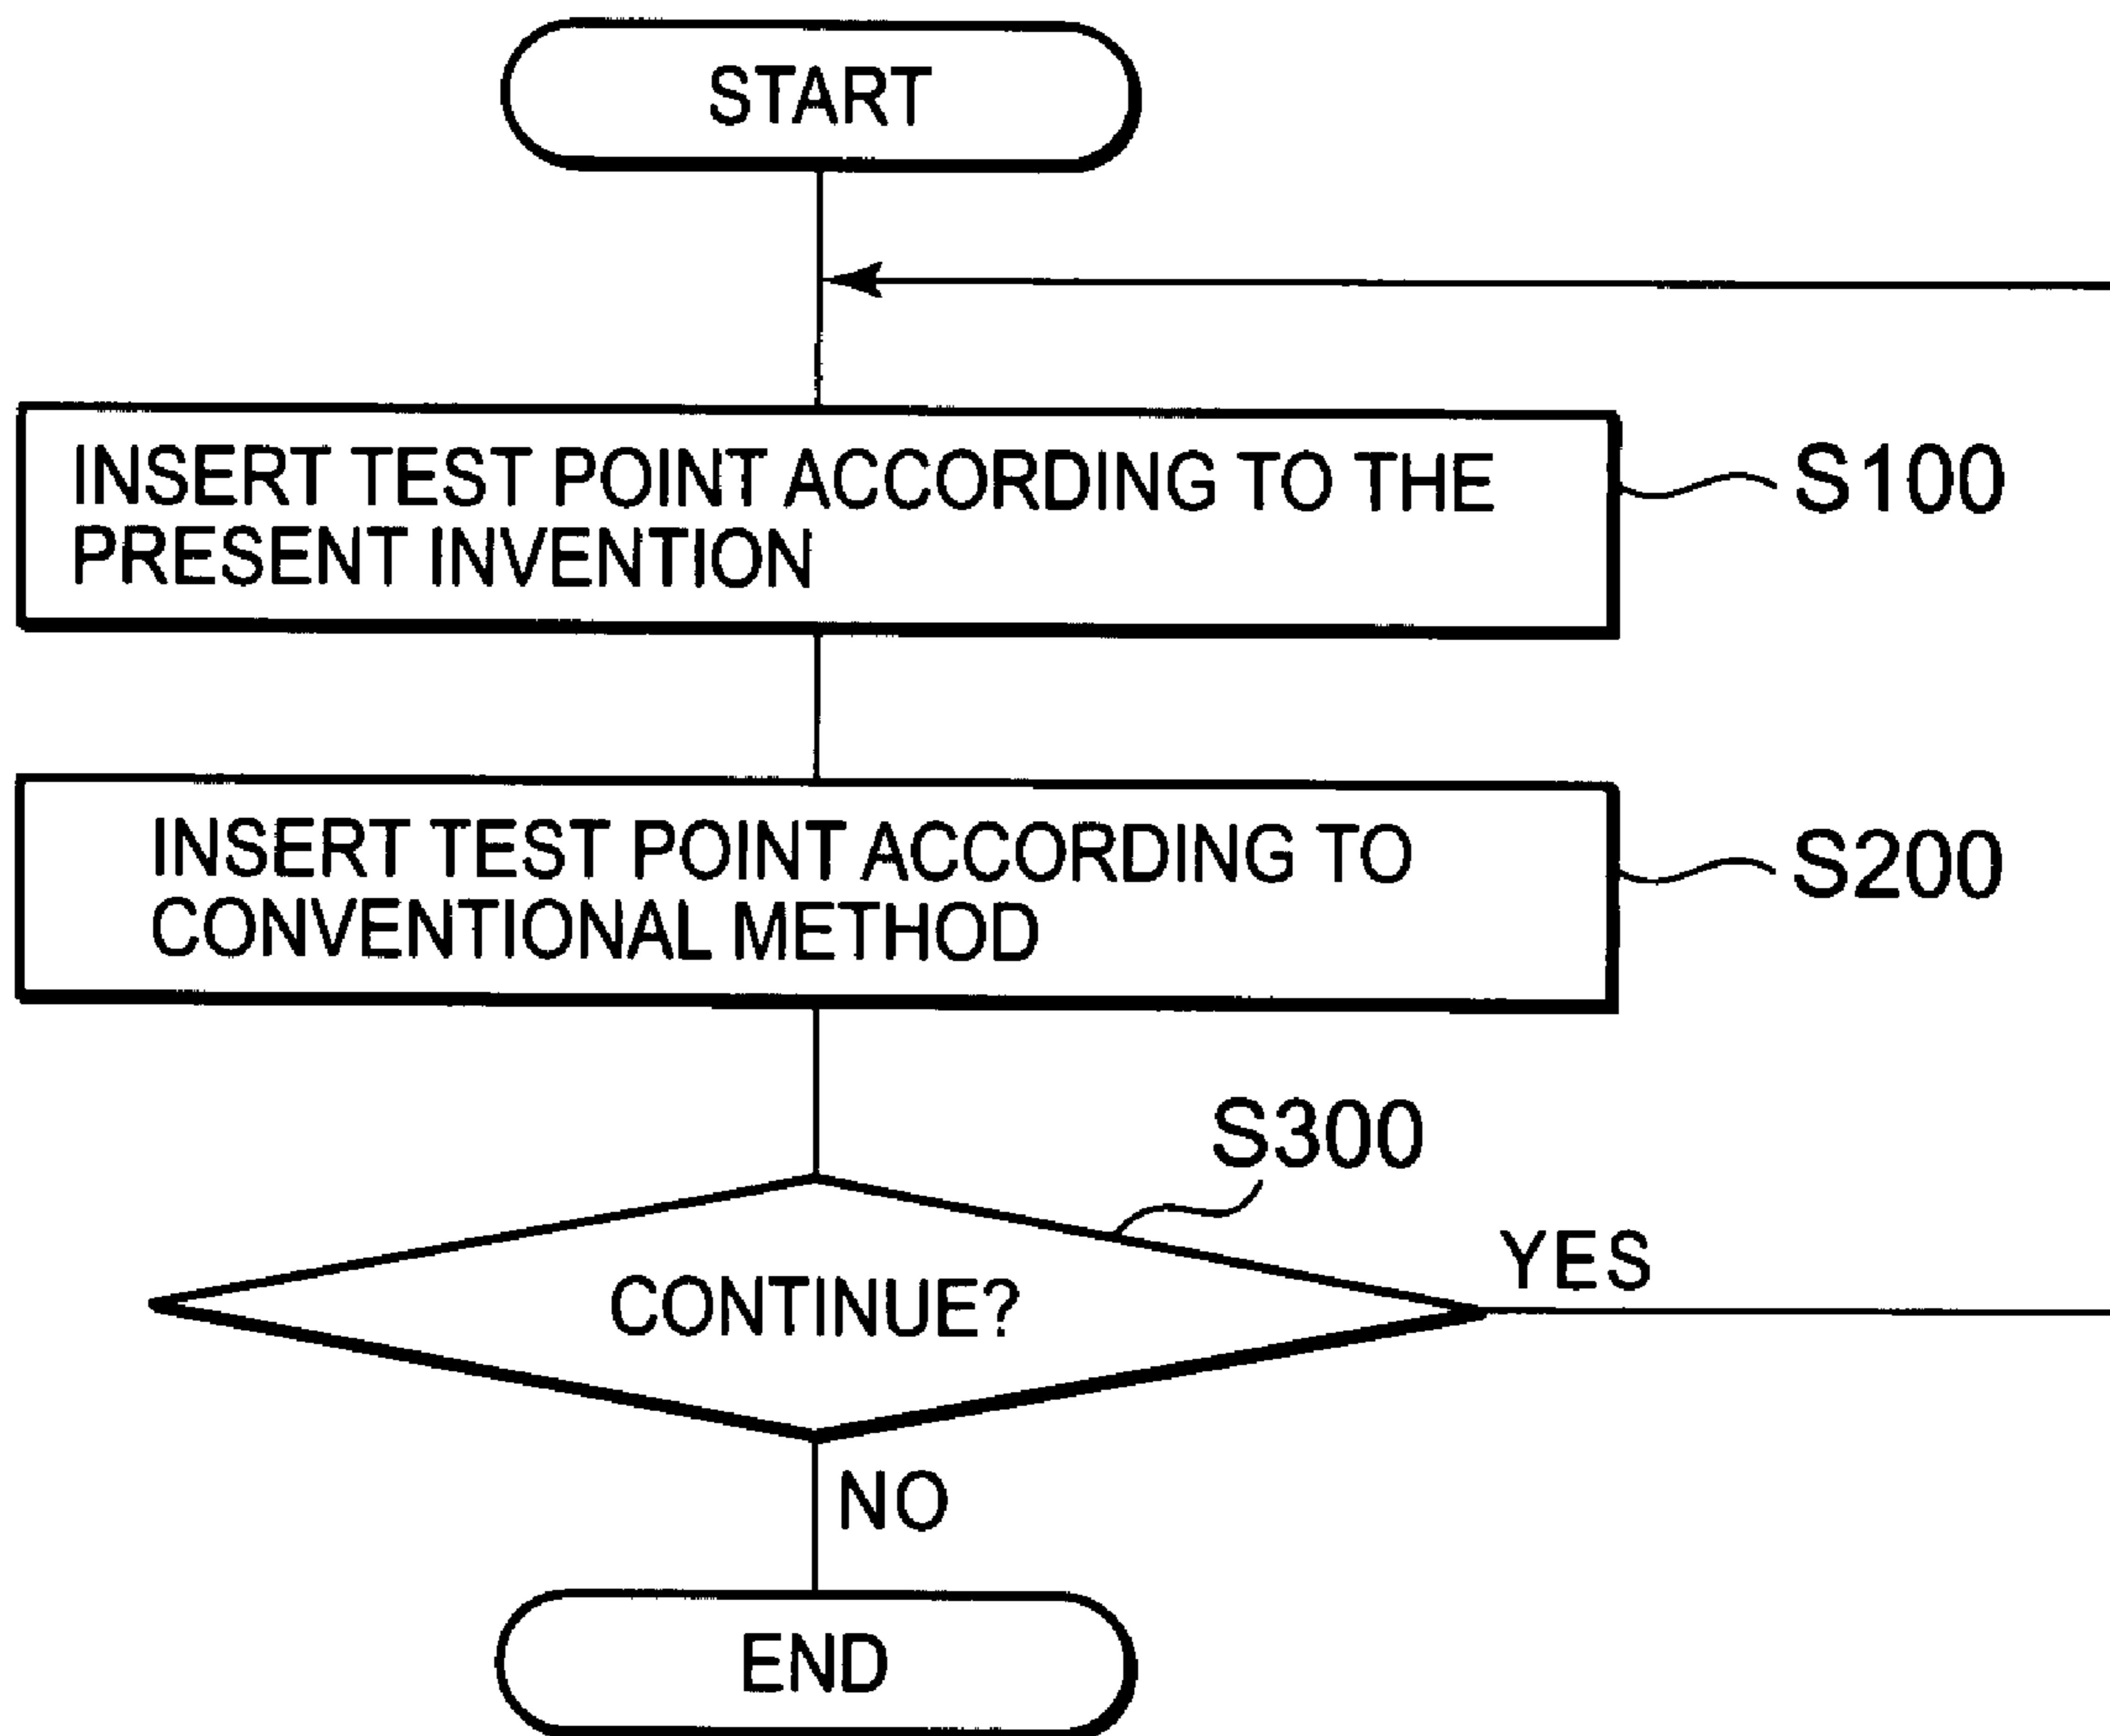 START
INSERT TEST POINT ACCORDING TO THE
PRESENT INVENTION
S100
INSERT TEST POINT ACCORDING TO
CONVENTIONAL METHOD
S200
S300
CONTINUE?
YES
NO
END